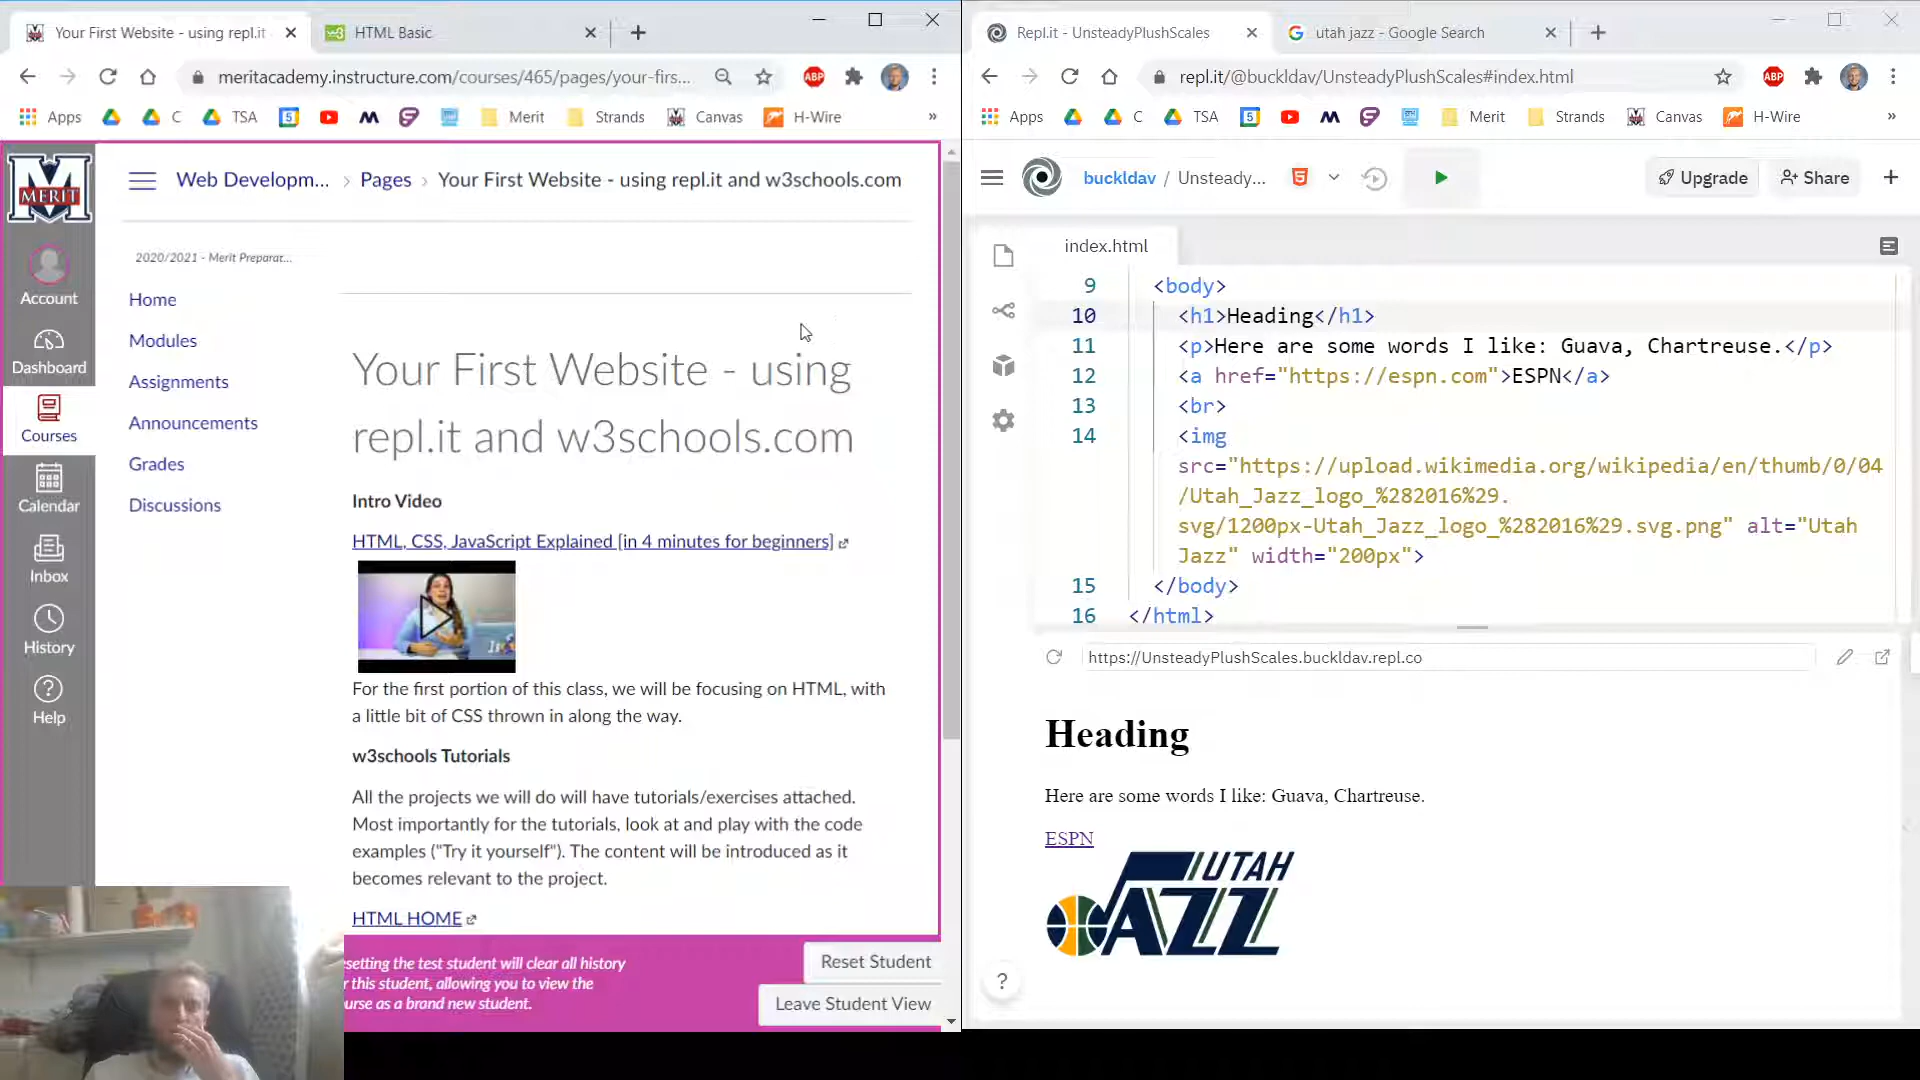 Your First Website - using repl.it
HTML Basic
meritacademy.instructure.com/courses/465/pages/your-firs...
ABP
Apps
C
TSA
5
Merit
Strands
Canvas
H-Wire
»
MERIT
Account
Dashboard
Courses
Calendar
Inbox
History
Help
Web Developm... › Pages › Your First Website - using repl.it and w3schools.com
2020/2021 - Merit Preparat...
Home
Modules
Assignments
Announcements
Grades
Discussions
Your First Website - using
repl.it and w3schools.com
Intro Video
HTML, CSS, JavaScript Explained [in 4 minutes for beginners]
For the first portion of this class, we will be focusing on HTML, with
a little bit of CSS thrown in along the way.
w3schools Tutorials
All the projects we will do will have tutorials/exercises attached.
Most importantly for the tutorials, look at and play with the code
examples ("Try it yourself"). The content will be introduced as it
becomes relevant to the project.
HTML HOME
setting the test student will clear all history
r this student, allowing you to view the
urse as a brand new student.
Reset Student
Leave Student View
Repl.it - UnsteadyPlushScales
utah jazz - Google Search
repl.it/@buckldav/UnsteadyPlushScales#index.html
ABP
Apps
C
TSA
5
Merit
Strands
Canvas
H-Wire
»
buckldav / Unsteady...
Upgrade
Share
index.html
9 <body>
10 <h1>Heading</h1>
11 <p>Here are some words I like: Guava, Chartreuse.</p>
12 <a href="https://espn.com">ESPN</a>
13 <br>
14 <img
src="https://upload.wikimedia.org/wikipedia/en/thumb/0/04
/Utah_Jazz_logo_%282016%29.
svg/1200px-Utah_Jazz_logo_%282016%29.svg.png" alt="Utah
Jazz" width="200px">
15 </body>
16 </html>
https://UnsteadyPlushScales.buckldav.repl.co
Heading
Here are some words I like: Guava, Chartreuse.
ESPN
UTAH
JAZZ
?